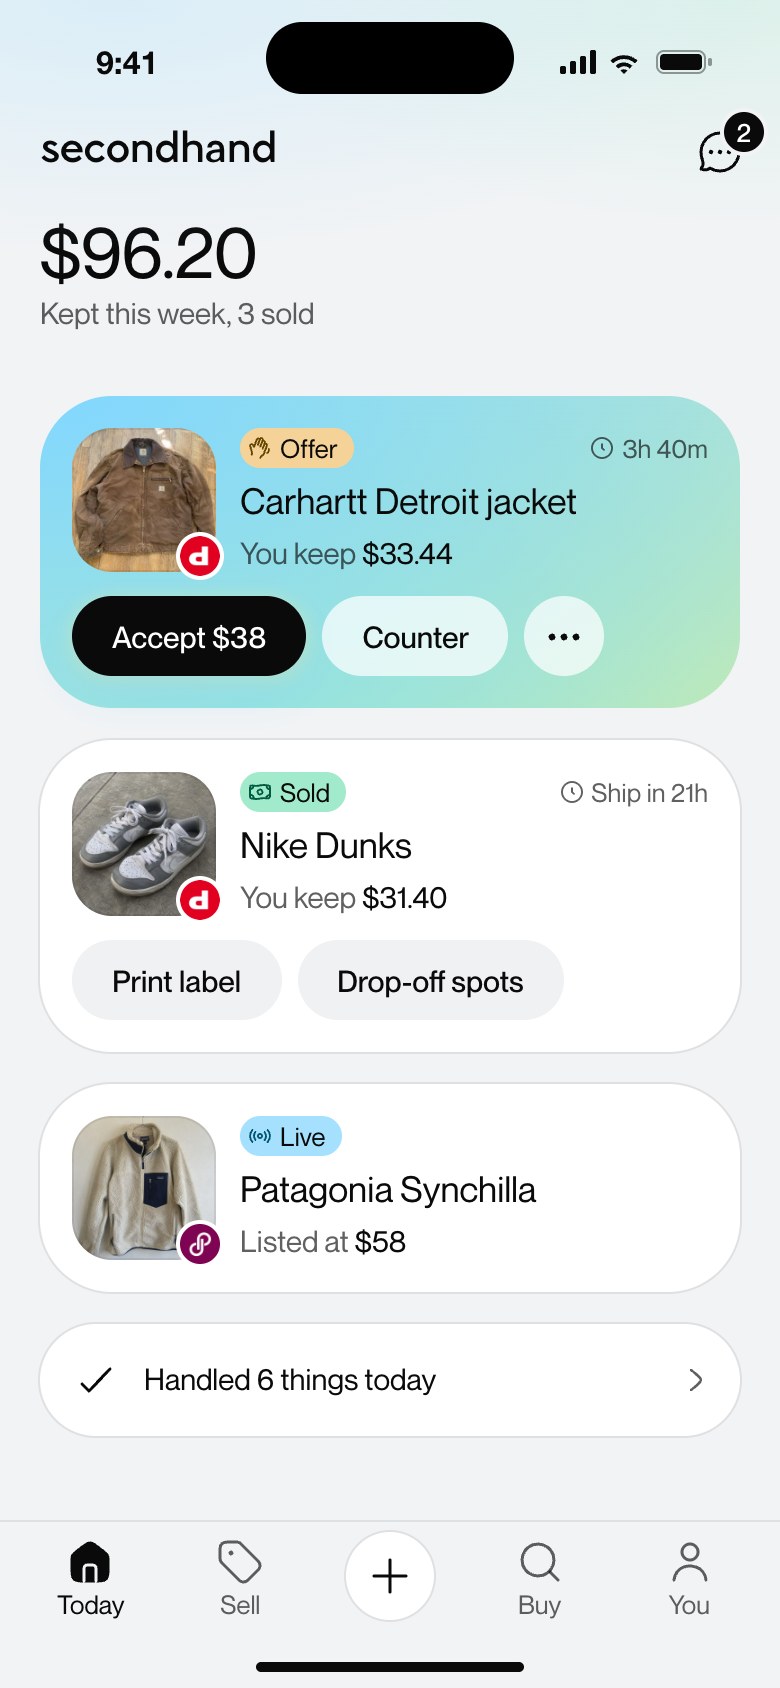 9:41
secondhand
2
$96.20
Kept this week, 3 sold
Offer
3h 40m
Carhartt Detroit jacket
You keep $33.44
Accept $38
Counter
Sold
Ship in 21h
Nike Dunks
You keep $31.40
Print label
Drop-off spots
Live
Patagonia Synchilla
Listed at $58
Handled 6 things today
Today
Sell
Buy
You